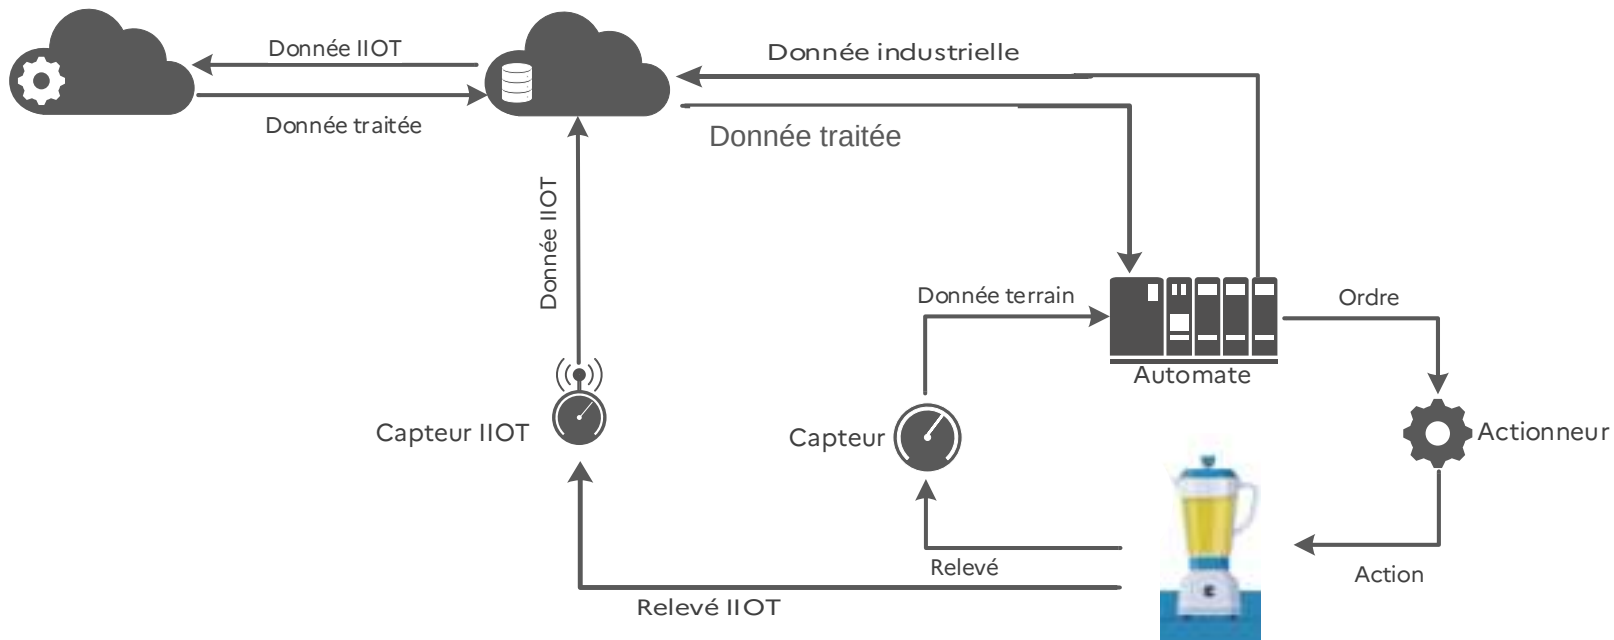 Donnée IIOT
Donnée industrielle
Donnée traitée
Donnée traitée
Donnée IIOT
Donnée terrain
Ordre
Automate
Capteur IIOT
Capteur
Actionneur
Relevé
Action
Relevé IIOT